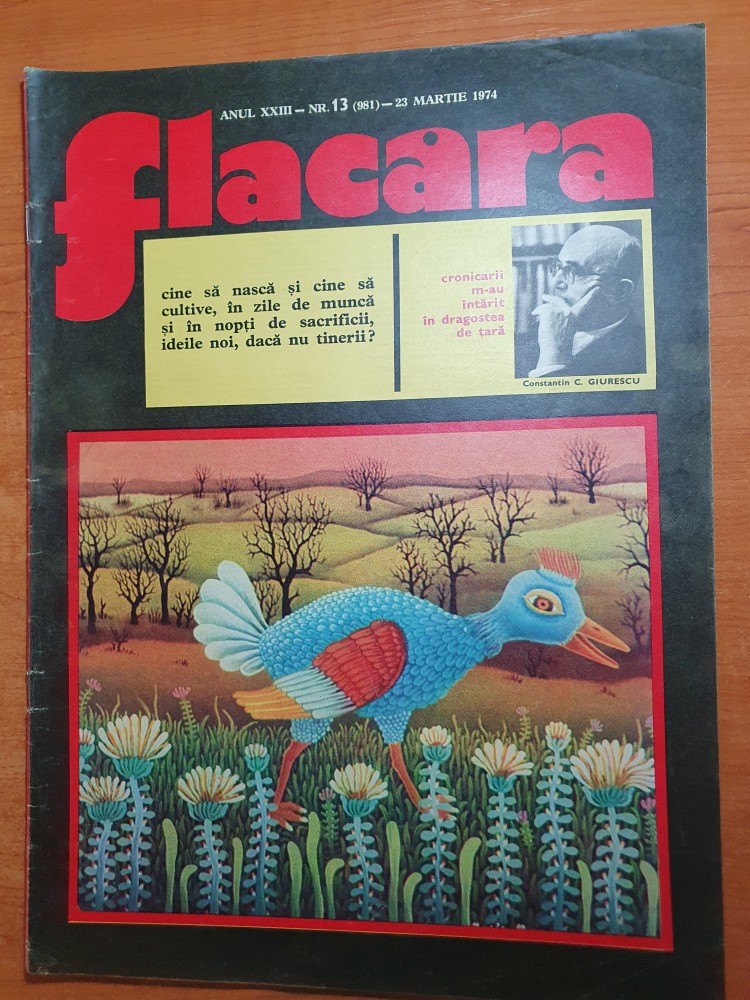 ANUL XXIII — NR. 13 (981) — 23 MARTIE 1974
flacăra
cine să nască și cine să
cultive, în zile de muncă
și în nopți de sacrificii,
ideile noi, dacă nu tinerii?
cronicarii
m-au
întărit
în dragostea
de țară
Constantin C. GIURESCU